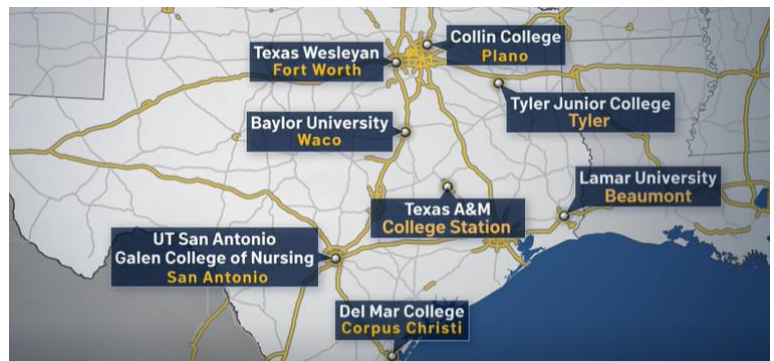 Collin College
Plano
Texas Wesleyan
Fort Worth
Tyler Junior College
Tyler
Baylor University
Waco
Lamar University
Beaumont
Texas A&M
College Station
UT San Antonio
Galen College of Nursing
San Antonio
Del Mar College
Corpus Christi